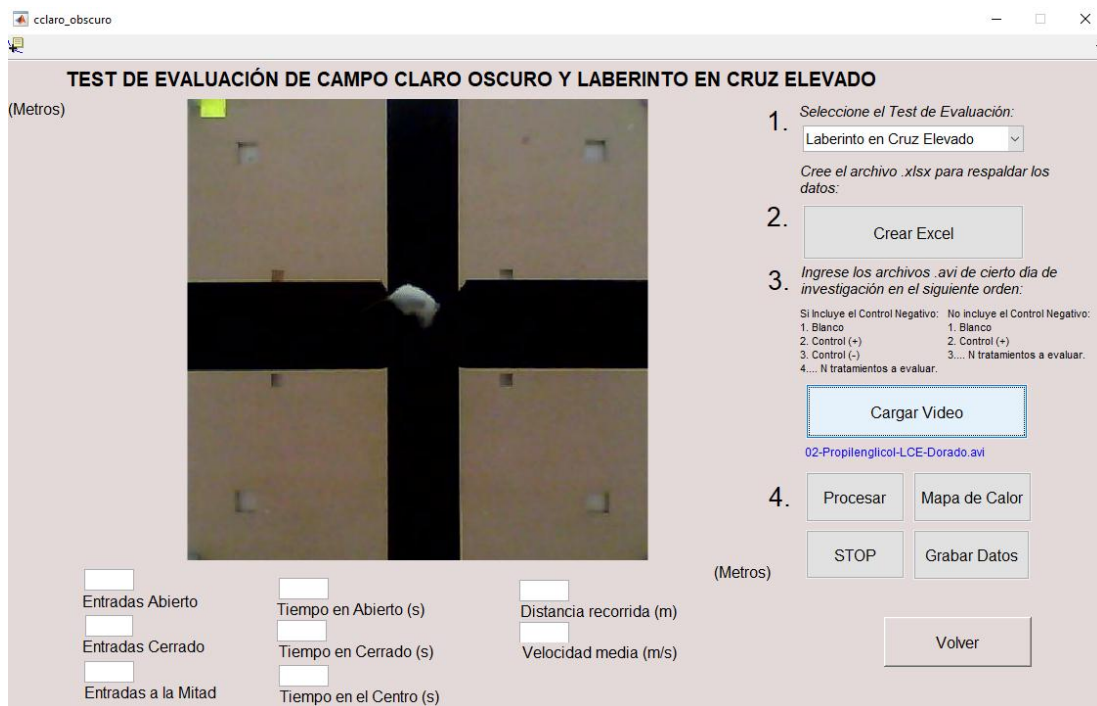 cclaro_obscuro
TEST DE EVALUACIÓN DE CAMPO CLARO OSCURO Y LABERINTO EN CRUZ ELEVADO
(Metros)
1.
Seleccione el Test de Evaluación:
Laberinto en Cruz Elevado
Cree el archivo .xlsx para respaldar los
datos:
2.
Crear Excel
3.
Ingrese los archivos .avi de cierto día de
investigación en el siguiente orden:
Si Incluye el Control Negativo:
1. Blanco
2. Control (+)
3. Control (-)
4.... N tratamientos a evaluar.
No incluye el Control Negativo:
1. Blanco
2. Control (+)
3.... N tratamientos a evaluar.
Cargar Video
02-Propilenglicol-LCE-Dorado.avi
4.
Procesar
Mapa de Calor
STOP
Grabar Datos
(Metros)
Entradas Abierto
Entradas Cerrado
Entradas a la Mitad
Tiempo en Abierto (s)
Tiempo en Cerrado (s)
Tiempo en el Centro (s)
Distancia recorrida (m)
Velocidad media (m/s)
Volver